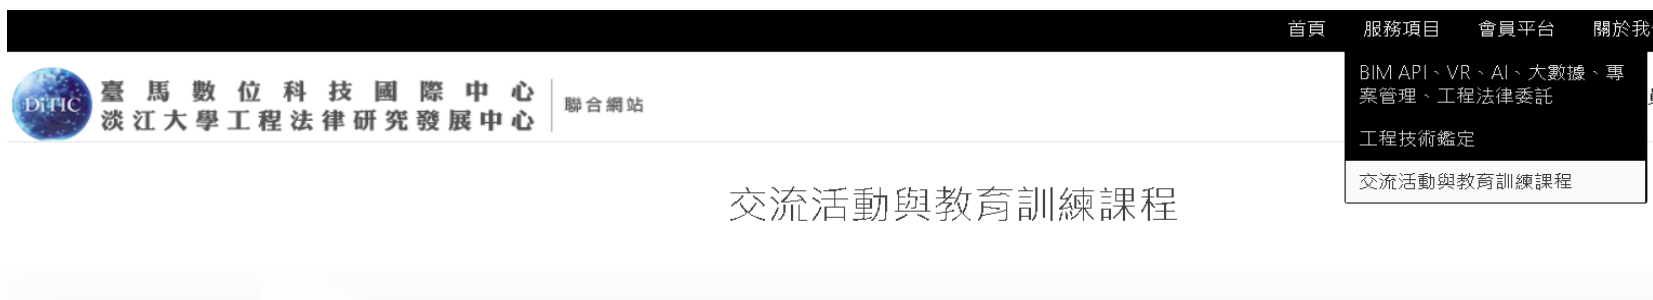 首頁 服務項目 會員平台 關於我
BIM API、VR、AI、大數據、專
案管理、工程法律委託
DiTIC
臺馬數位科技國際中心
淡江大學工程法律研究發展中心
聯合網站
工程技術鑑定
交流活動與教育訓練課程
交流活動與教育訓練課程